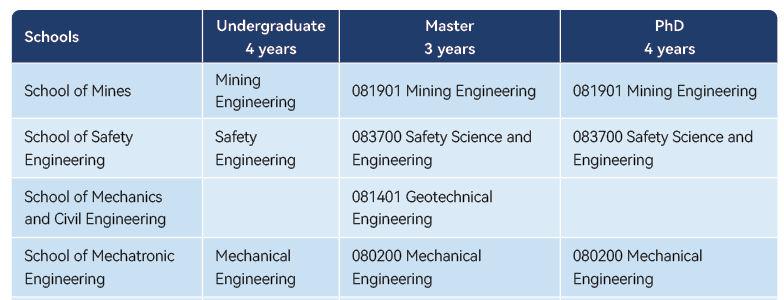 Schools
Undergraduate
4 years
Master
3 years
PhD
4 years
School of Mines
Mining
Engineering
081901 Mining Engineering
081901 Mining Engineering
School of Safety
Engineering
Safety
Engineering
083700 Safety Science and
Engineering
083700 Safety Science and
Engineering
School of Mechanics
and Civil Engineering
081401 Geotechnical
Engineering
School of Mechatronic
Engineering
Mechanical
Engineering
080200 Mechanical
Engineering
080200 Mechanical
Engineering